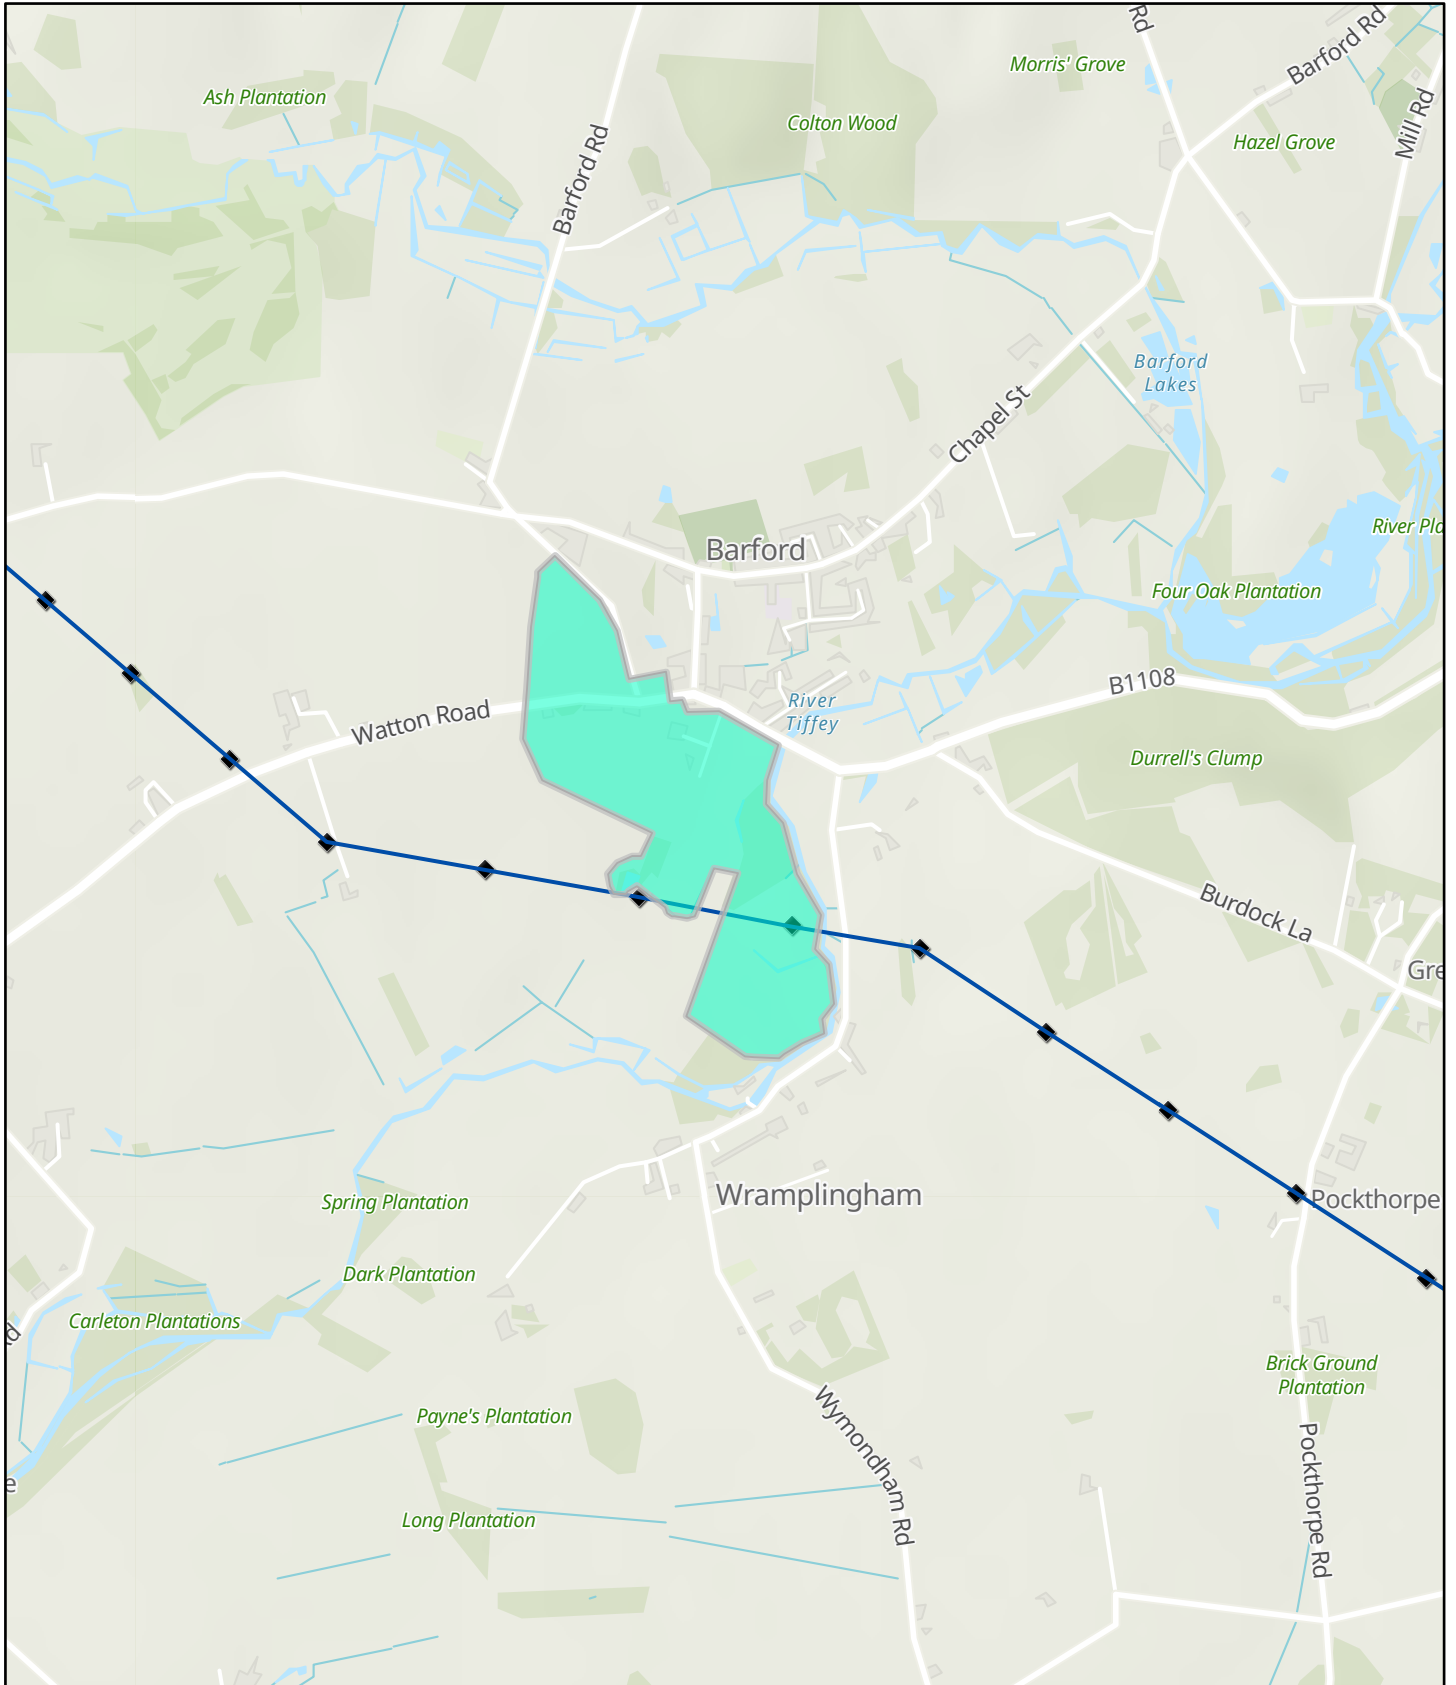 Rd
Barford Rd
Morris' Grove
Ash Plantation
Colton Wood
Mill Rd
Hazel Grove
Barford Rd
Barford
Lakes
Chapel St
River Pla
Barford
Four Oak Plantation
B1108
River
Tiffey
Watton Road
Durrell's Clump
Burdock La
Gre
Wramplingham
Pockthorpe
Spring Plantation
Dark Plantation
Carleton Plantations
Brick Ground
Plantation
Payne's Plantation
Wymondham Rd
Pockthorpe Rd
e
Long Plantation